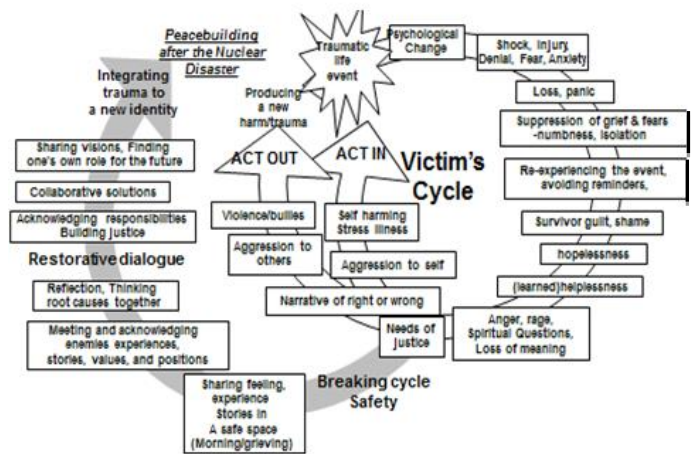 Peacebuilding
after the Nuclear
Disaster
Traumatic
life
event
Psychological
Change
Shock, Injury,
Denial, Fear, Anxiety
Loss, panic
Suppression of grief & fears
-numbness, Isolation
Re-experiencing the event,
avoiding reminders,
Survivor guilt, shame
hopelessness
(learned)helplessness
Anger, rage,
Spiritual Questions,
Loss of meaning
Needs of
Justice
Victim's
Cycle
Narrative of right or wrong
ACT IN
Self harming
Stress illness
Aggression to self
Producing
a new
harm/trauma
ACT OUT
Violence/bullies
Aggression to
others
Breaking cycle
Safety
Sharing feeling,
experience
Stories in
A safe space
(Morning/grieving)
Meeting and acknowledging
enemies experiences,
stories, values, and positions
Reflection, Thinking
root causes together
Restorative dialogue
Acknowledging responsibilities
Building justice
Collaborative solutions
Sharing visions, Finding
one's own role for the future
Integrating
trauma to
a new identity